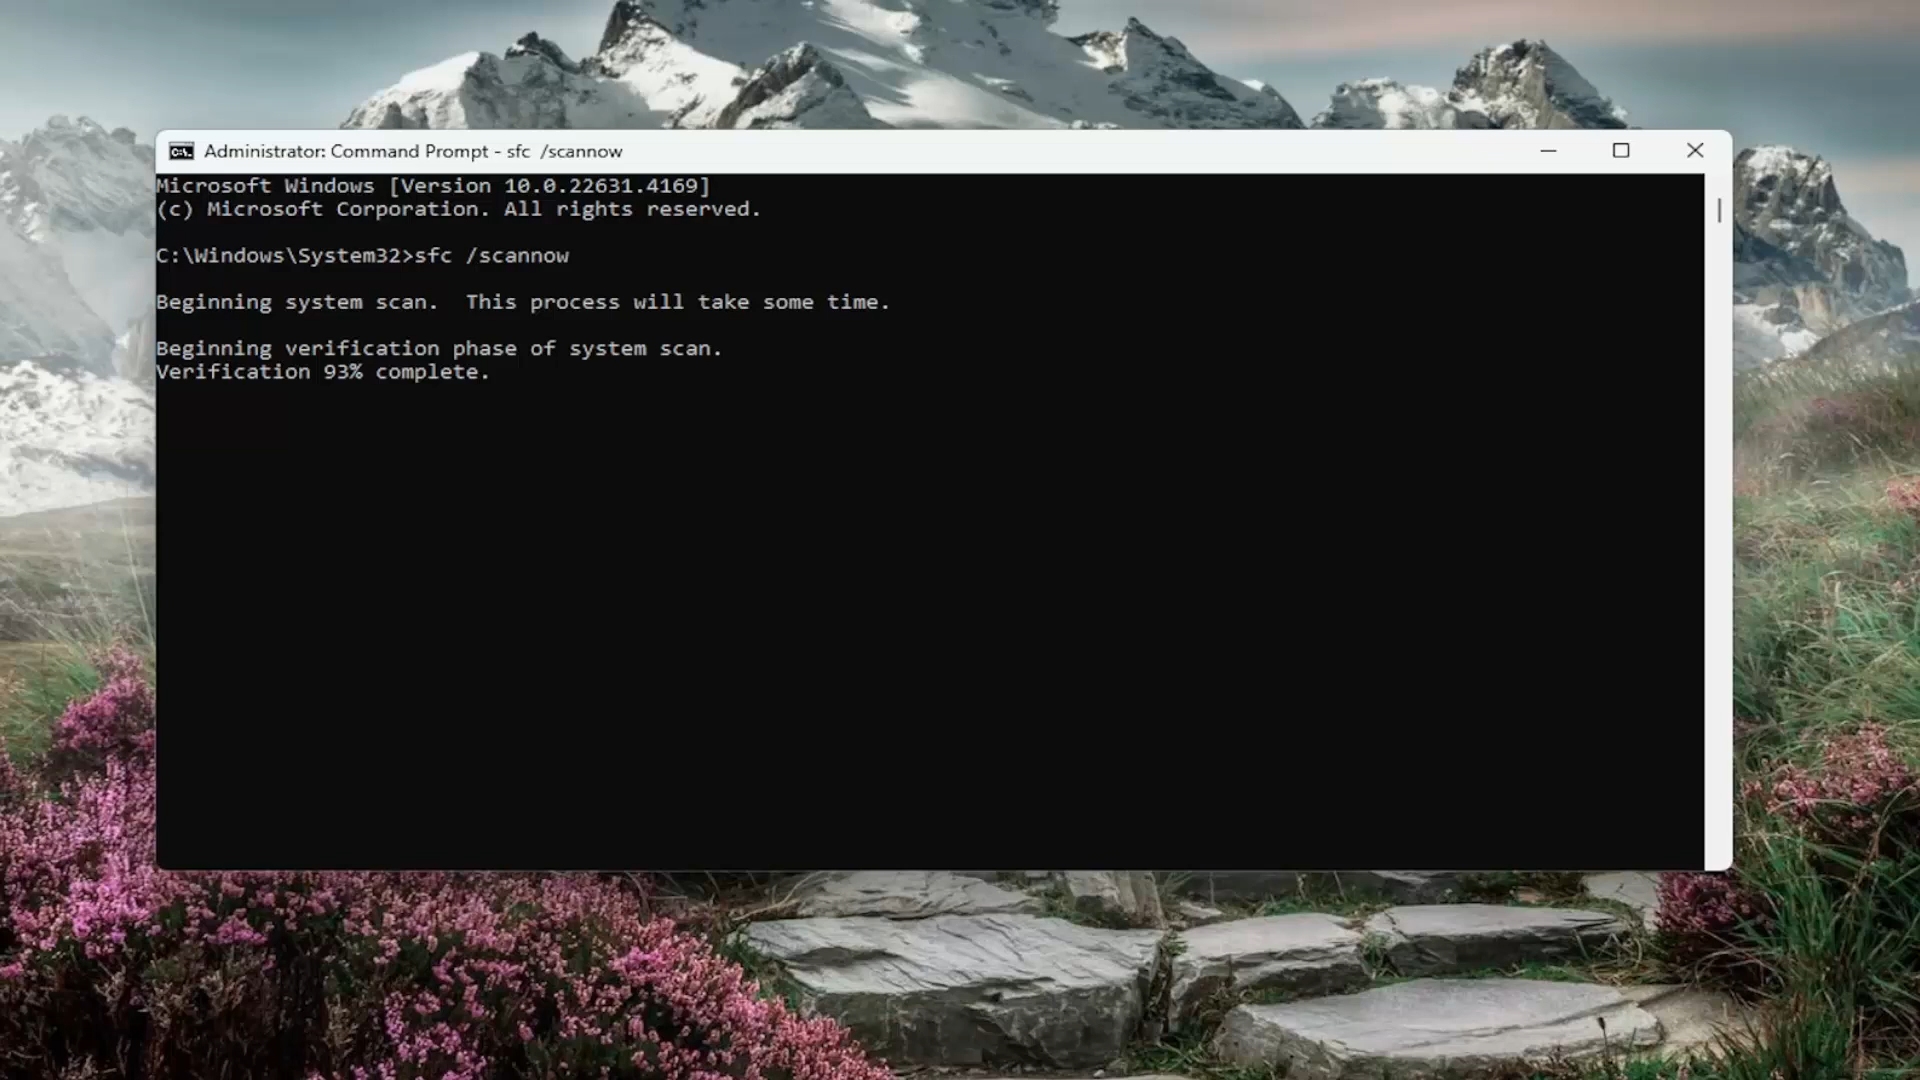 Administrator: Command Prompt - sfc  /scannow
Microsoft Windows [Version 10.0.22631.4169]
(c) Microsoft Corporation. All rights reserved.
C:\Windows\System32>sfc /scannow
Beginning system scan.  This process will take some time.
Beginning verification phase of system scan.
Verification 93% complete.